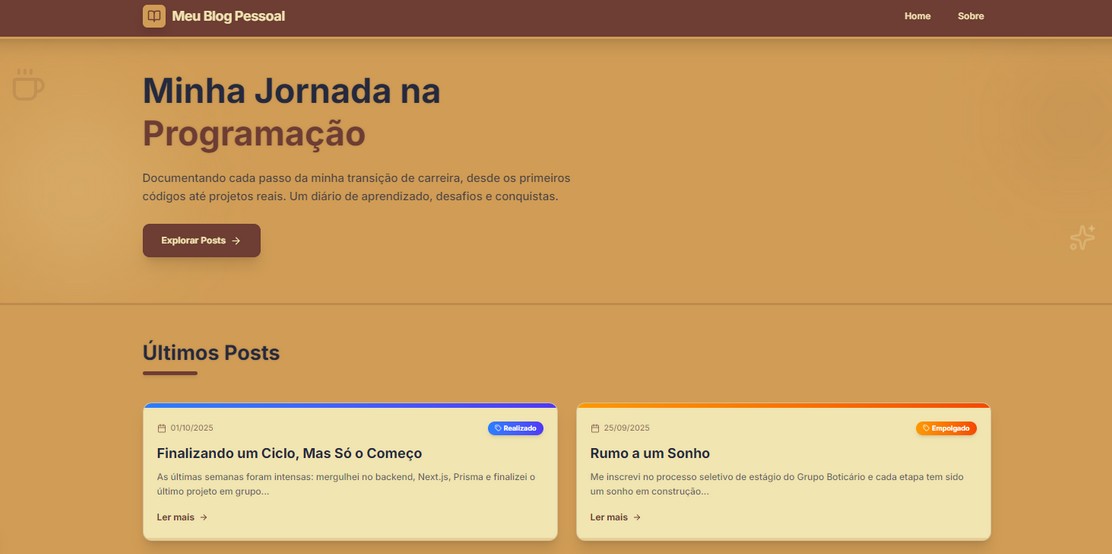 Meu Blog Pessoal
Home
Sobre
Minha Jornada na
Programação
Documentando cada passo da minha transição de carreira, desde os primeiros
códigos até projetos reais. Um diário de aprendizado, desafios e conquistas.
Explorar Posts
Últimos Posts
01/10/2025
Realizado
Finalizando um Ciclo, Mas Só o Começo
As últimas semanas foram intensas: mergulhei no backend, Next.js, Prisma e finalizei o
último projeto em grupo...
Ler mais
25/09/2025
Empolgado
Rumo a um Sonho
Me inscrevi no processo seletivo de estágio do Grupo Boticário e cada etapa tem sido
um sonho em construção...
Ler mais